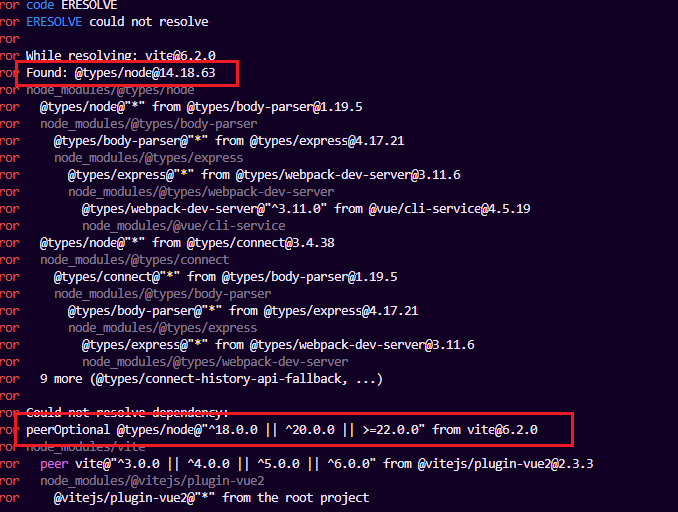 ror code ERESOLVE
ror ERESOLVE could not resolve
ror
ror While resolving: vite@6.2.0
ror Found: @types/node@14.18.63
ror node_modules/@types/node
ror   @types/node@"*" from @types/body-parser@1.19.5
ror   node_modules/@types/body-parser
ror     @types/body-parser@"*" from @types/express@4.17.21
ror     node_modules/@types/express
ror       @types/express@"*" from @types/webpack-dev-server@3.11.6
ror       node_modules/@types/webpack-dev-server
ror         @types/webpack-dev-server@"^3.11.0" from @vue/cli-service@4.5.19
ror         node_modules/@vue/cli-service
ror   @types/node@"*" from @types/connect@3.4.38
ror   node_modules/@types/connect
ror     @types/connect@"*" from @types/body-parser@1.19.5
ror     node_modules/@types/body-parser
ror       @types/body-parser@"*" from @types/express@4.17.21
ror       node_modules/@types/express
ror         @types/express@"*" from @types/webpack-dev-server@3.11.6
ror         node_modules/@types/webpack-dev-server
ror   9 more (@types/connect-history-api-fallback, ...)
ror
ror Could not resolve dependency:
ror peerOptional @types/node@"^18.0.0 || ^20.0.0 || >=22.0.0" from vite@6.2.0
ror node_modules/vite
ror   peer vite@"^3.0.0 || ^4.0.0 || ^5.0.0 || ^6.0.0" from @vitejs/plugin-vue2@2.3.3
ror   node_modules/@vitejs/plugin-vue2
ror     @vitejs/plugin-vue2@"*" from the root project